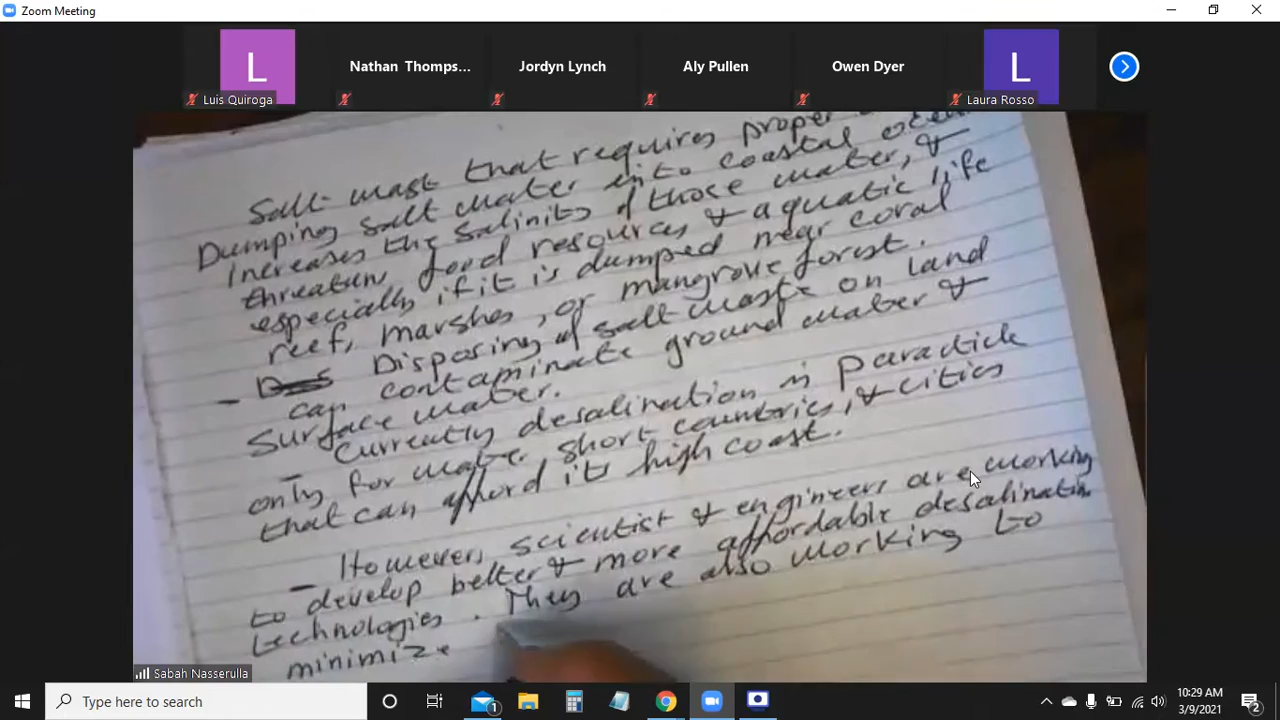 Zoom Meeting
L
Luis Quiroga
Nathan Thomps...
Jordyn Lynch
Aly Pullen
Owen Dyer
L
Laura Rosso
Salt wast that requires proper
Dumping salt water into coastal ocean
increases the salinity of those water, &
threaten food resources & aquatic life
especially if it is dumped near coral
reef, marshes, or mangrove forest.
- Disposing of salt waste on land
can contaminate ground water &
Surface water.
- Currently desalination is
only for water short countries, & cities
that can afford its high coast.
- However, scientist & engineers are working
to develop better & more affordable desalination
technologies. They are also working to
minimize
Sabah Nasserulla
Type here to search
1
10:29 AM
3/9/2021
2